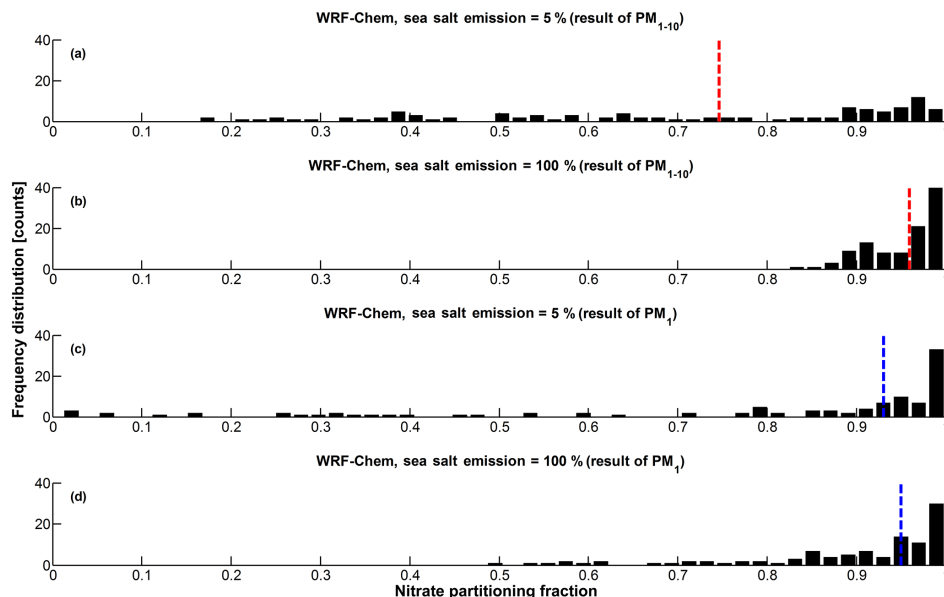 WRF-Chem, sea salt emission = 5 % (result of PM1-10)
(a)
40
20
0
0 0.1 0.2 0.3 0.4 0.5 0.6 0.7 0.8 0.9
WRF-Chem, sea salt emission = 100 % (result of PM1-10)
(b)
40
20
0
0 0.1 0.2 0.3 0.4 0.5 0.6 0.7 0.8 0.9
Frequency distribution [counts]
WRF-Chem, sea salt emission = 5 % (result of PM1)
(c)
40
20
0
0 0.1 0.2 0.3 0.4 0.5 0.6 0.7 0.8 0.9
WRF-Chem, sea salt emission = 100 % (result of PM1)
(d)
40
20
0
0 0.1 0.2 0.3 0.4 0.5 0.6 0.7 0.8 0.9
Nitrate partitioning fraction